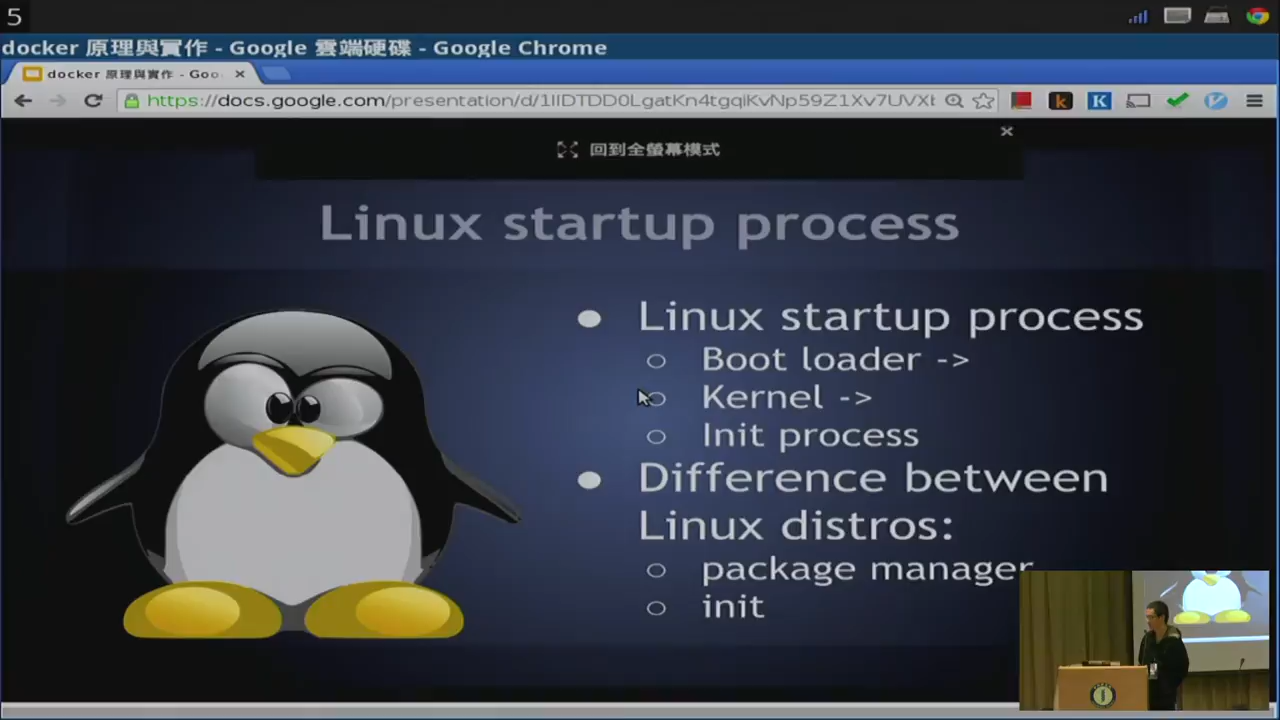 5
docker 原理與實作 - Google 雲端硬碟 - Google Chrome
docker 原理與實作 - Goo
https://docs.google.com/presentation/d/1IIDTDD0LgatKn4tgqiKvNp59Z1Xv7UVXt
回到全螢幕模式
Linux startup process
● Linux startup process
○ Boot loader ->
○ Kernel ->
○ Init process
● Difference between
Linux distros:
○ package manager
○ init